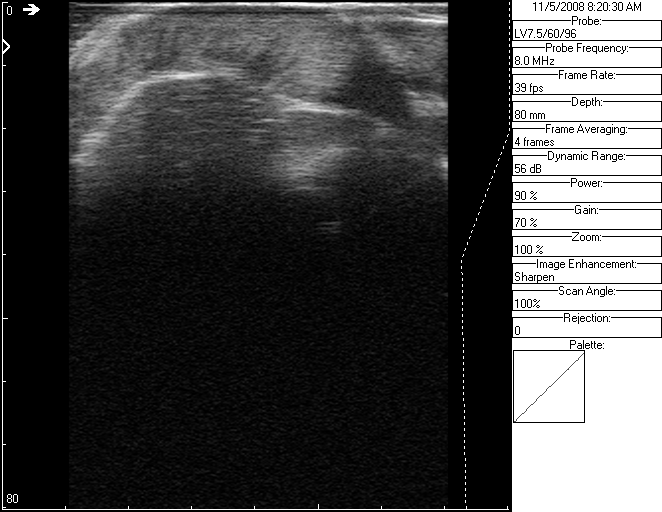 0
80
11/5/2008 8:20:30 AM
Probe:
LV7.5/60/96
Probe Frequency:
8.0 MHz
Frame Rate:
39 fps
Depth:
80 mm
Frame Averaging:
4 frames
Dynamic Range:
56 dB
Power:
90 %
Gain:
70 %
Zoom:
100 %
Image Enhancement:
Sharpen
Scan Angle:
100%
Rejection:
0
Palette: